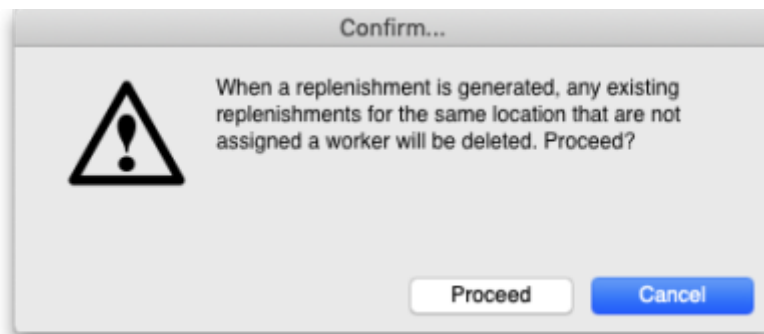 Confirm...
When a replenishment is generated, any existing
replenishments for the same location that are not
assigned a worker will be deleted. Proceed?
Proceed
Cancel